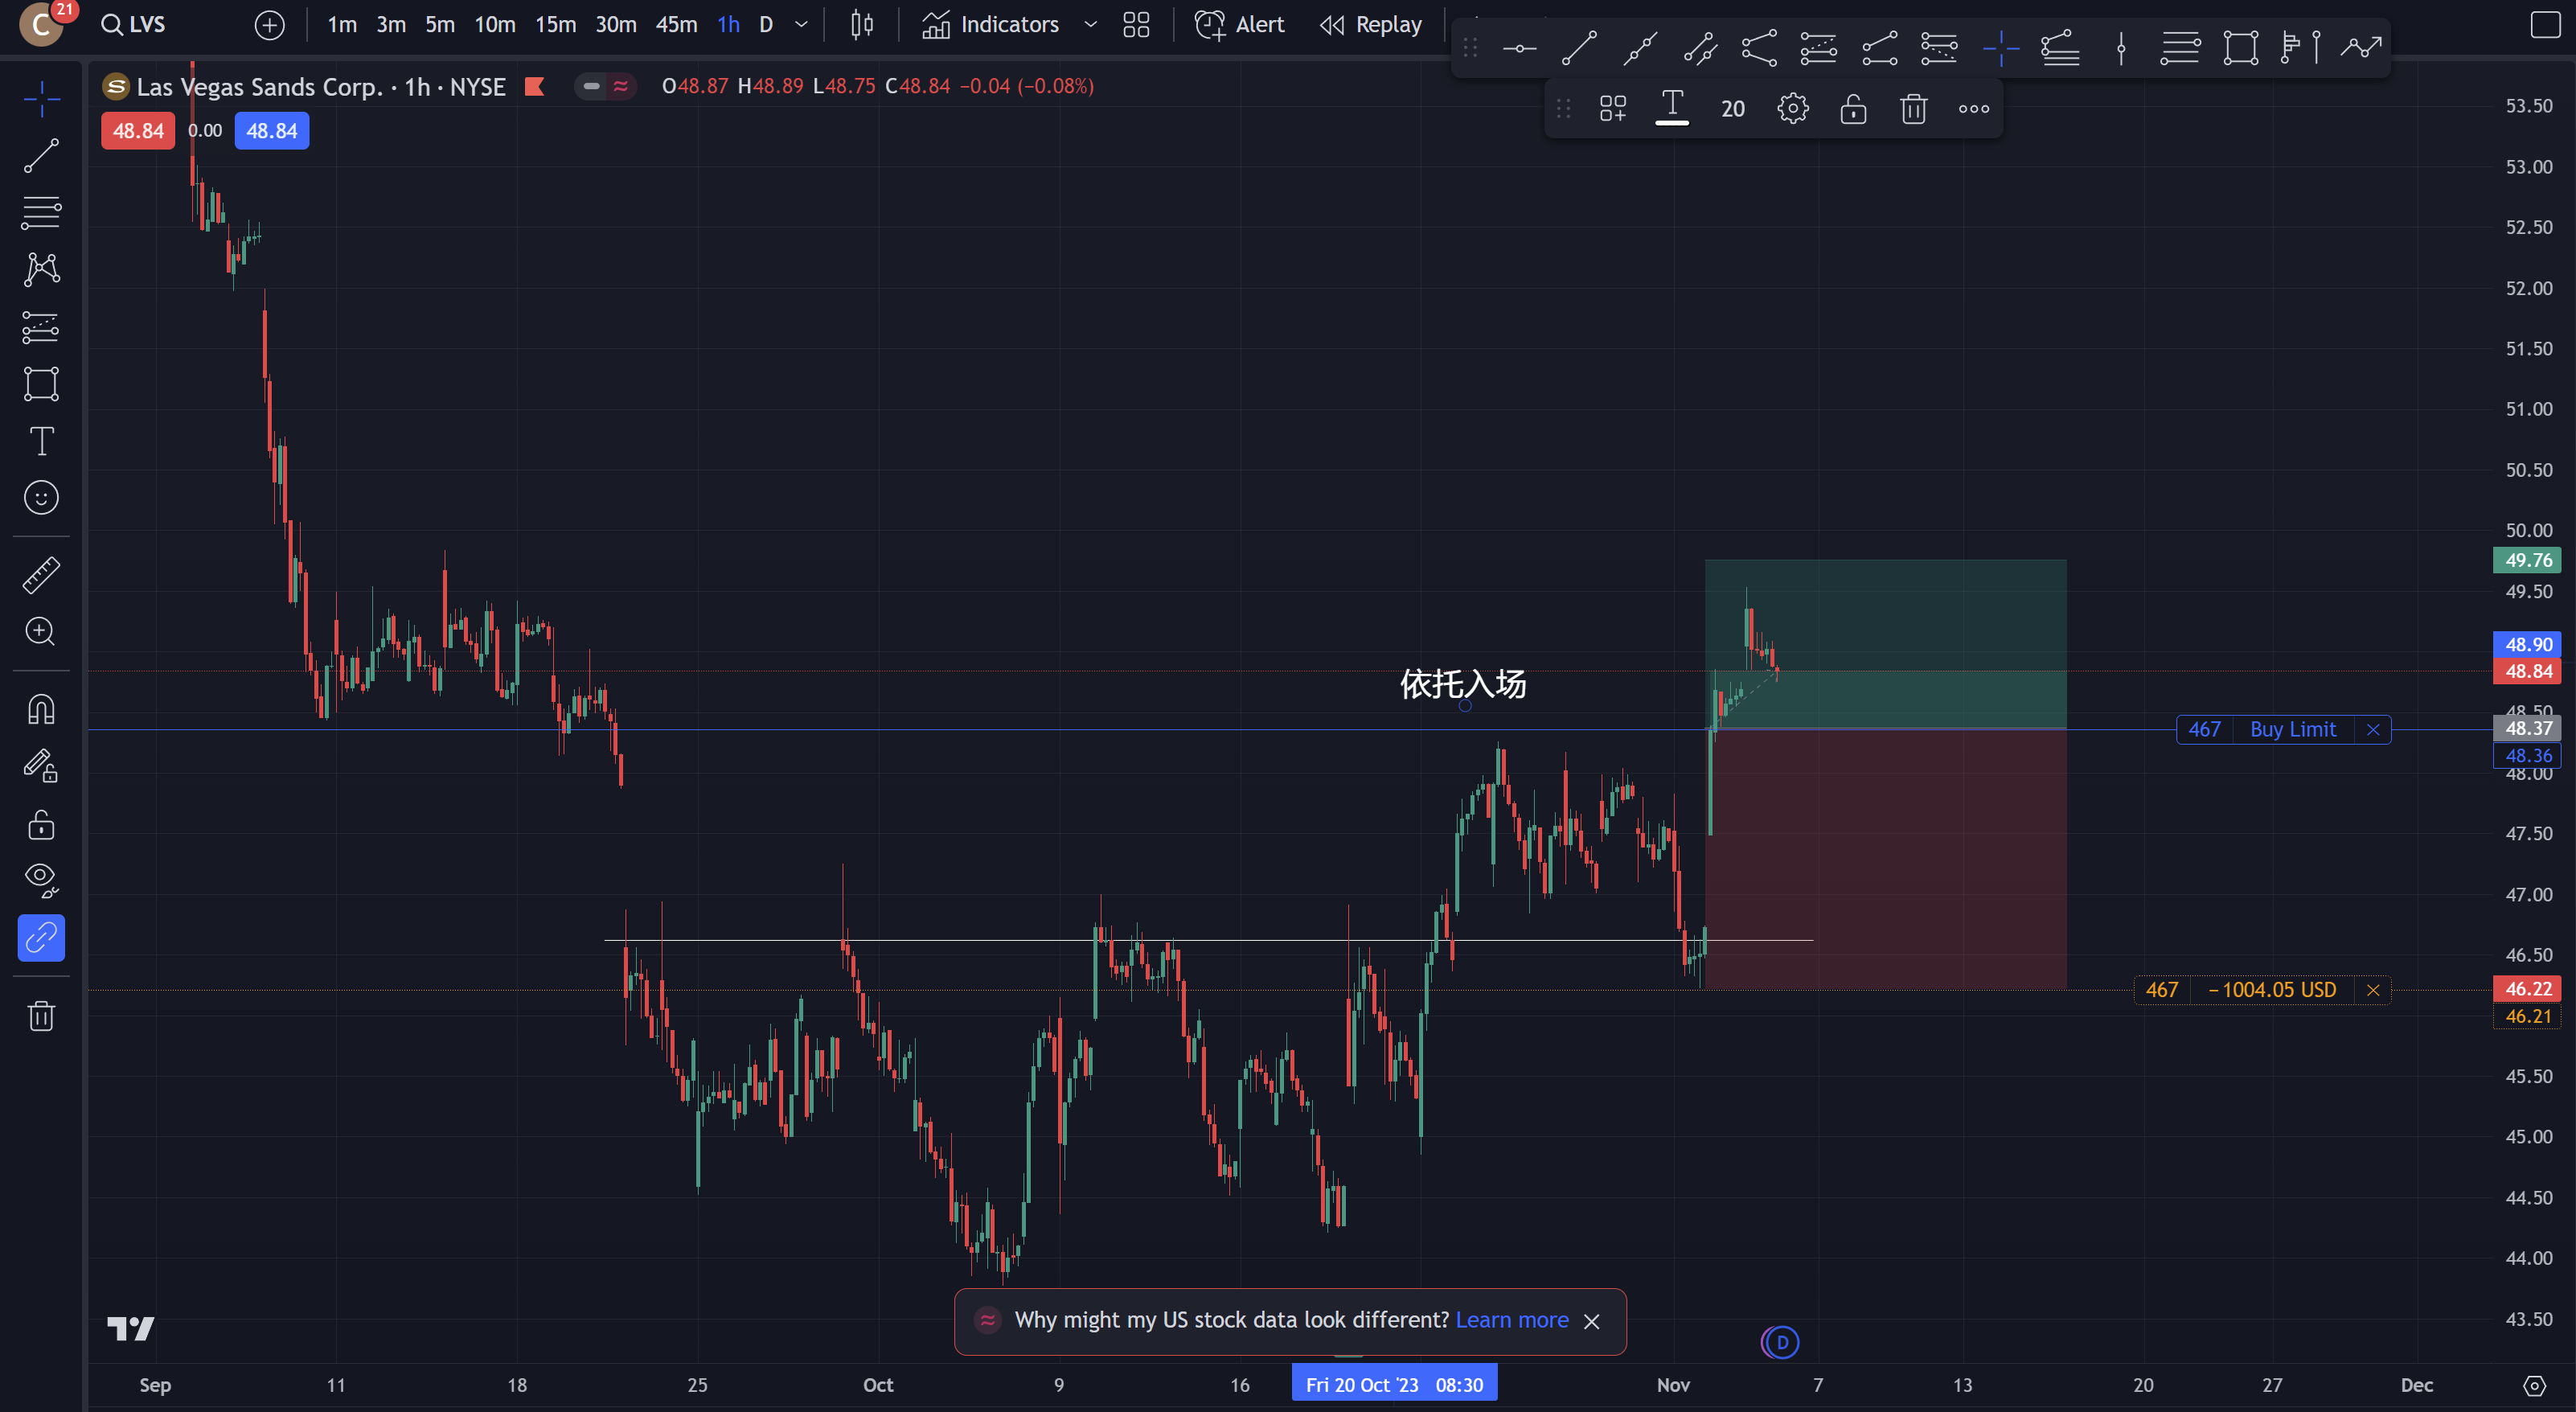 C
21
LVS
1m 3m 5m 10m 15m 30m 45m 1h D
Indicators
Alert
Replay
Las Vegas Sands Corp. · 1h · NYSE
O48.87 H48.89 L48.75 C48.84 −0.04 (−0.08%)
48.84 0.00 48.84
T 20
53.50
53.00
52.50
52.00
51.50
51.00
50.50
50.00
49.76
49.50
48.90
48.84
依托入场
48.50
467 Buy Limit
48.37
48.36
48.00
47.50
47.00
46.50
467 −1004.05 USD
46.22
46.21
45.50
45.00
44.50
44.00
43.50
Why might my US stock data look different? Learn more
D
Sep 11 18 25 Oct 9 16 Fri 20 Oct '23 08:30 Nov 7 13 20 27 Dec